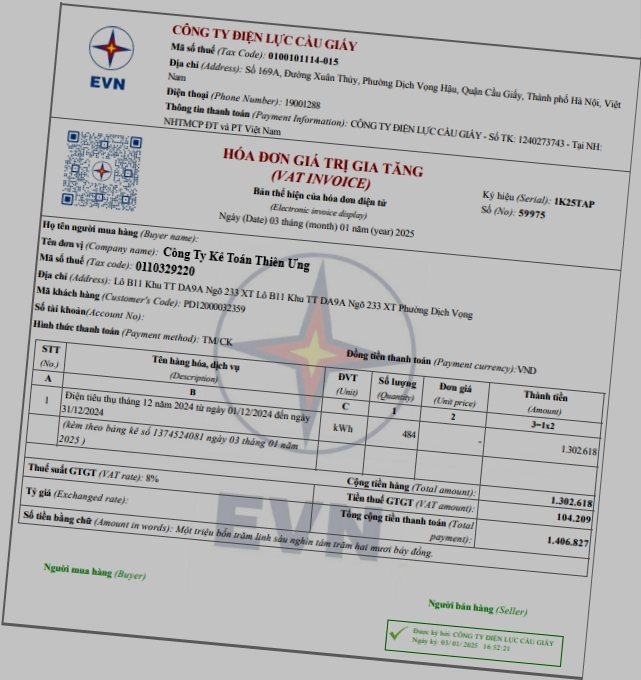 EVN
CÔNG TY ĐIỆN LỰC CẦU GIẤY
Mã số thuế (Tax Code): 0100101114-015
Địa chỉ (Address): Số 169A, Đường Xuân Thủy, Phường Dịch Vọng Hậu, Quận Cầu Giấy, Thành phố Hà Nội, Việt
Nam
Điện thoại (Phone Number): 19001288
Thông tin thanh toán (Payment Information): CÔNG TY ĐIỆN LỰC CẦU GIẤY - Số TK: 1240273743 - Tại NH:
NHTMCP ĐT và PT Việt Nam
HÓA ĐƠN GIÁ TRỊ GIA TĂNG
(VAT INVOICE)
Bản thể hiện của hóa đơn điện tử
(Electronic invoice display)
Ngày (Date) 03 tháng (month) 01 năm (year) 2025
Ký hiệu (Serial): 1K25TAP
Số (No): 59975
Họ tên người mua hàng (Buyer name):
Tên đơn vị (Company name): Công Ty Kế Toán Thiên Ưng
Mã số thuế (Tax code): 0110329220
Địa chỉ (Address): Lô B11 Khu TT DA9A Ngõ 233 XT Lô B11 Khu TT DA9A Ngõ 233 XT Phường Dịch Vọng
Mã khách hàng (Customer's Code): PD12000032359
Số tài khoản(Account No):
Hình thức thanh toán (Payment method): TM/CK
Đồng tiền thanh toán (Payment currency):VND
STT (No.) Tên hàng hóa, dịch vụ (Description) ĐVT (Unit) Số lượng (Quantity) Đơn giá (Unit price) Thành tiền (Amount)
A B C 1 2 3=1x2
1 Điện tiêu thụ tháng 12 năm 2024 từ ngày 01/12/2024 đến ngày
31/12/2024 kWh 484 - 1.302.618
(kèm theo bảng kê số 1374524081 ngày 03 tháng 01 năm
2025 )
Cộng tiền hàng (Total amount): 1.302.618
Thuế suất GTGT (VAT rate): 8% Tiền thuế GTGT (VAT amount): 104.209
Tỷ giá (Exchanged rate): Tổng cộng tiền thanh toán (Total
payment): 1.406.827
Số tiền bằng chữ (Amount in words): Một triệu bốn trăm linh sáu nghìn tám trăm hai mươi bảy đồng.
EVN
Người mua hàng (Buyer)
Người bán hàng (Seller)
Được ký bởi: CÔNG TY ĐIỆN LỰC CẦU GIẤY
Ngày ký: 03/01/2025 16:52:21